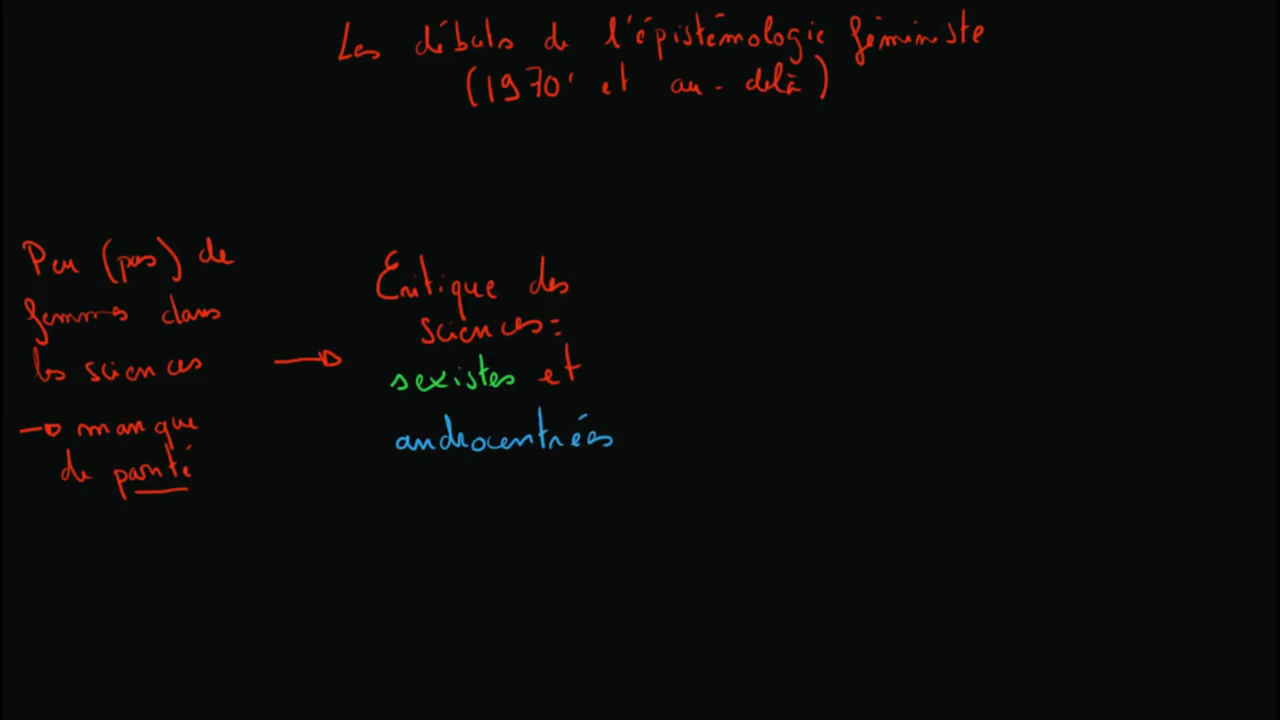 Les débats de l'épistémologie féministe
(1970' et au-delà)
Peu (pas) de
femmes dans
les sciences
→ manque
de parité
→
Critique des
sciences =
sexistes et
androcentrées